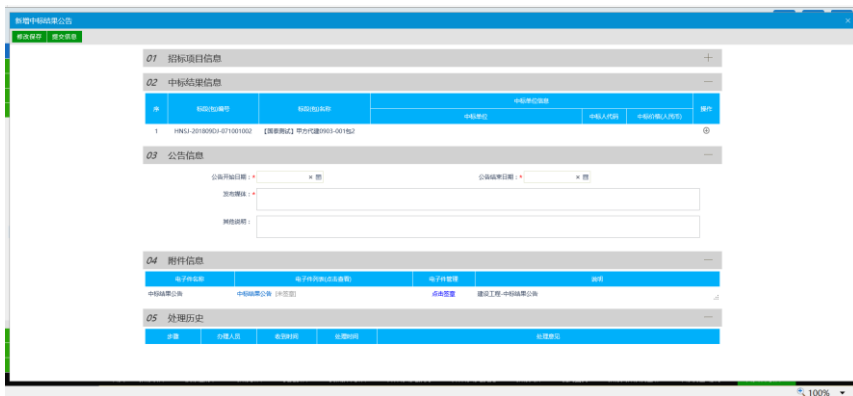 新增中标结果公告
修改保存 提交信息
01 招标项目信息
02 中标结果信息
序 标段(包)编号 标段(包)名称 中标单位信息 操作
中标单位 中标人代码 中标价格(人民币)
1 HNSJ-201809DJ-071001002 【国泰测试】甲方代建0903-001包2
03 公告信息
公告开始日期：* 公告结束日期：*
发布媒体：*
其他说明：
04 附件信息
电子件名称 电子件列表(点击查看) 电子件管理 说明
中标结果公告 中标结果公告 [未签章] 点击签章 建设工程-中标结果公告
05 处理历史
步骤 办理人员 收到时间 处理时间 处理意见
100%